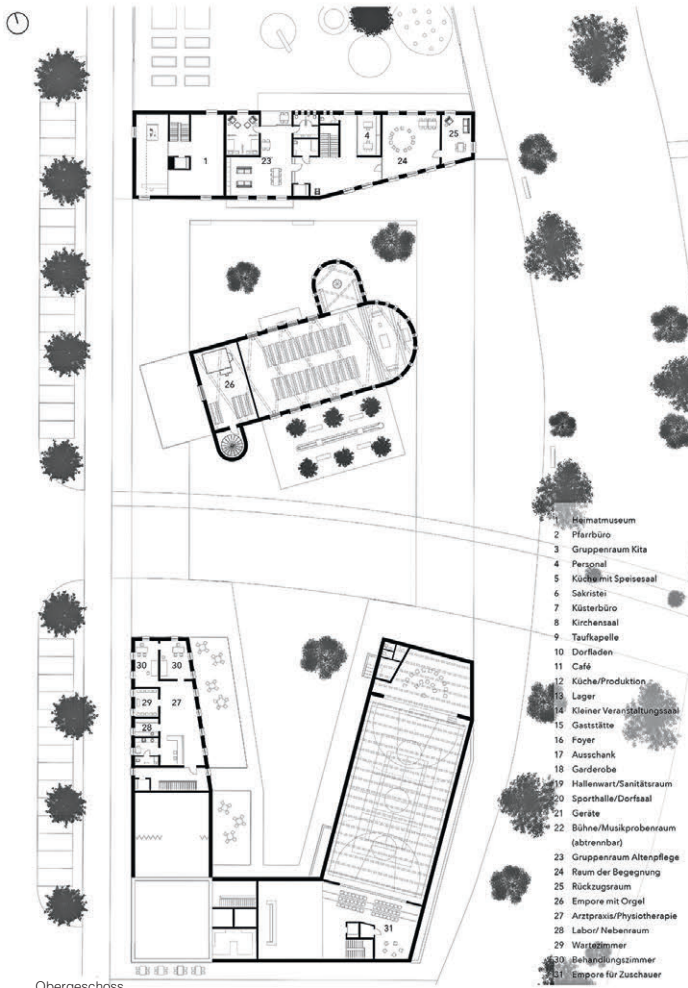 1
23
4
24
25
26
30
30
29
27
28
31
1 Heimatmuseum
2 Pfarrbüro
3 Gruppenraum Kita
4 Personal
5 Küche mit Speisesaal
6 Sakristei
7 Küsterbüro
8 Kirchensaal
9 Taufkapelle
10 Dorfladen
11 Café
12 Küche/Produktion
13 Lager
14 Kleiner Veranstaltungssaal
15 Gaststätte
16 Foyer
17 Ausschank
18 Garderobe
19 Hallenwart/Sanitätsraum
20 Sporthalle/Dorfsaal
21 Geräte
22 Bühne/Musikprobenraum
(abtrennbar)
23 Gruppenraum Altenpflege
24 Raum der Begegnung
25 Rückzugsraum
26 Empore mit Orgel
27 Arztpraxis/Physiotherapie
28 Labor/ Nebenraum
29 Wartezimmer
30 Behandlungszimmer
31 Empore für Zuschauer
Obergeschoss